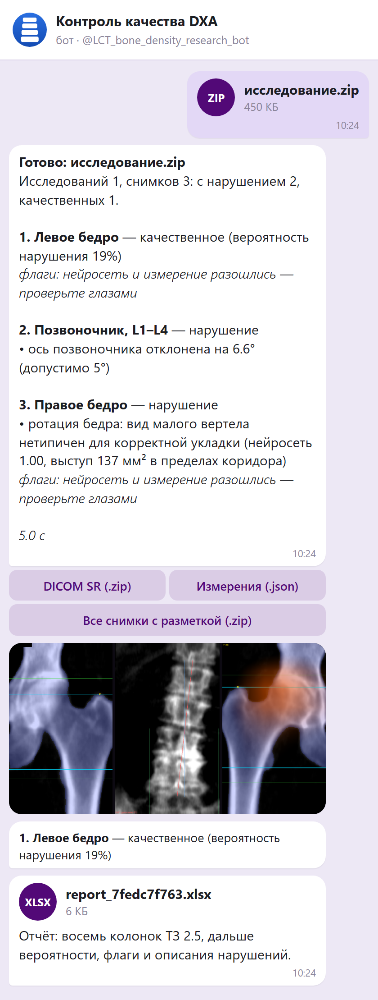 Контроль качества DXA
бот · @LCT_bone_density_research_bot
ZIP
исследование.zip
450 КБ
10:24
Готово: исследование.zip
Исследований 1, снимков 3: с нарушением 2,
качественных 1.
1. Левое бедро — качественное (вероятность
нарушения 19%)
флаги: нейросеть и измерение разошлись —
проверьте глазами
2. Позвоночник, L1–L4 — нарушение
• ось позвоночника отклонена на 6.6°
(допустимо 5°)
3. Правое бедро — нарушение
• ротация бедра: вид малого вертела
нетипичен для корректной укладки (нейросеть
1.00, выступ 137 мм² в пределах коридора)
флаги: нейросеть и измерение разошлись —
проверьте глазами
5.0 с
10:24
DICOM SR (.zip)
Измерения (.json)
Все снимки с разметкой (.zip)
1. Левое бедро — качественное (вероятность
нарушения 19%)
XLSX
report_7fedc7f763.xlsx
6 КБ
Отчёт: восемь колонок ТЗ 2.5, дальше
вероятности, флаги и описания нарушений.
10:24